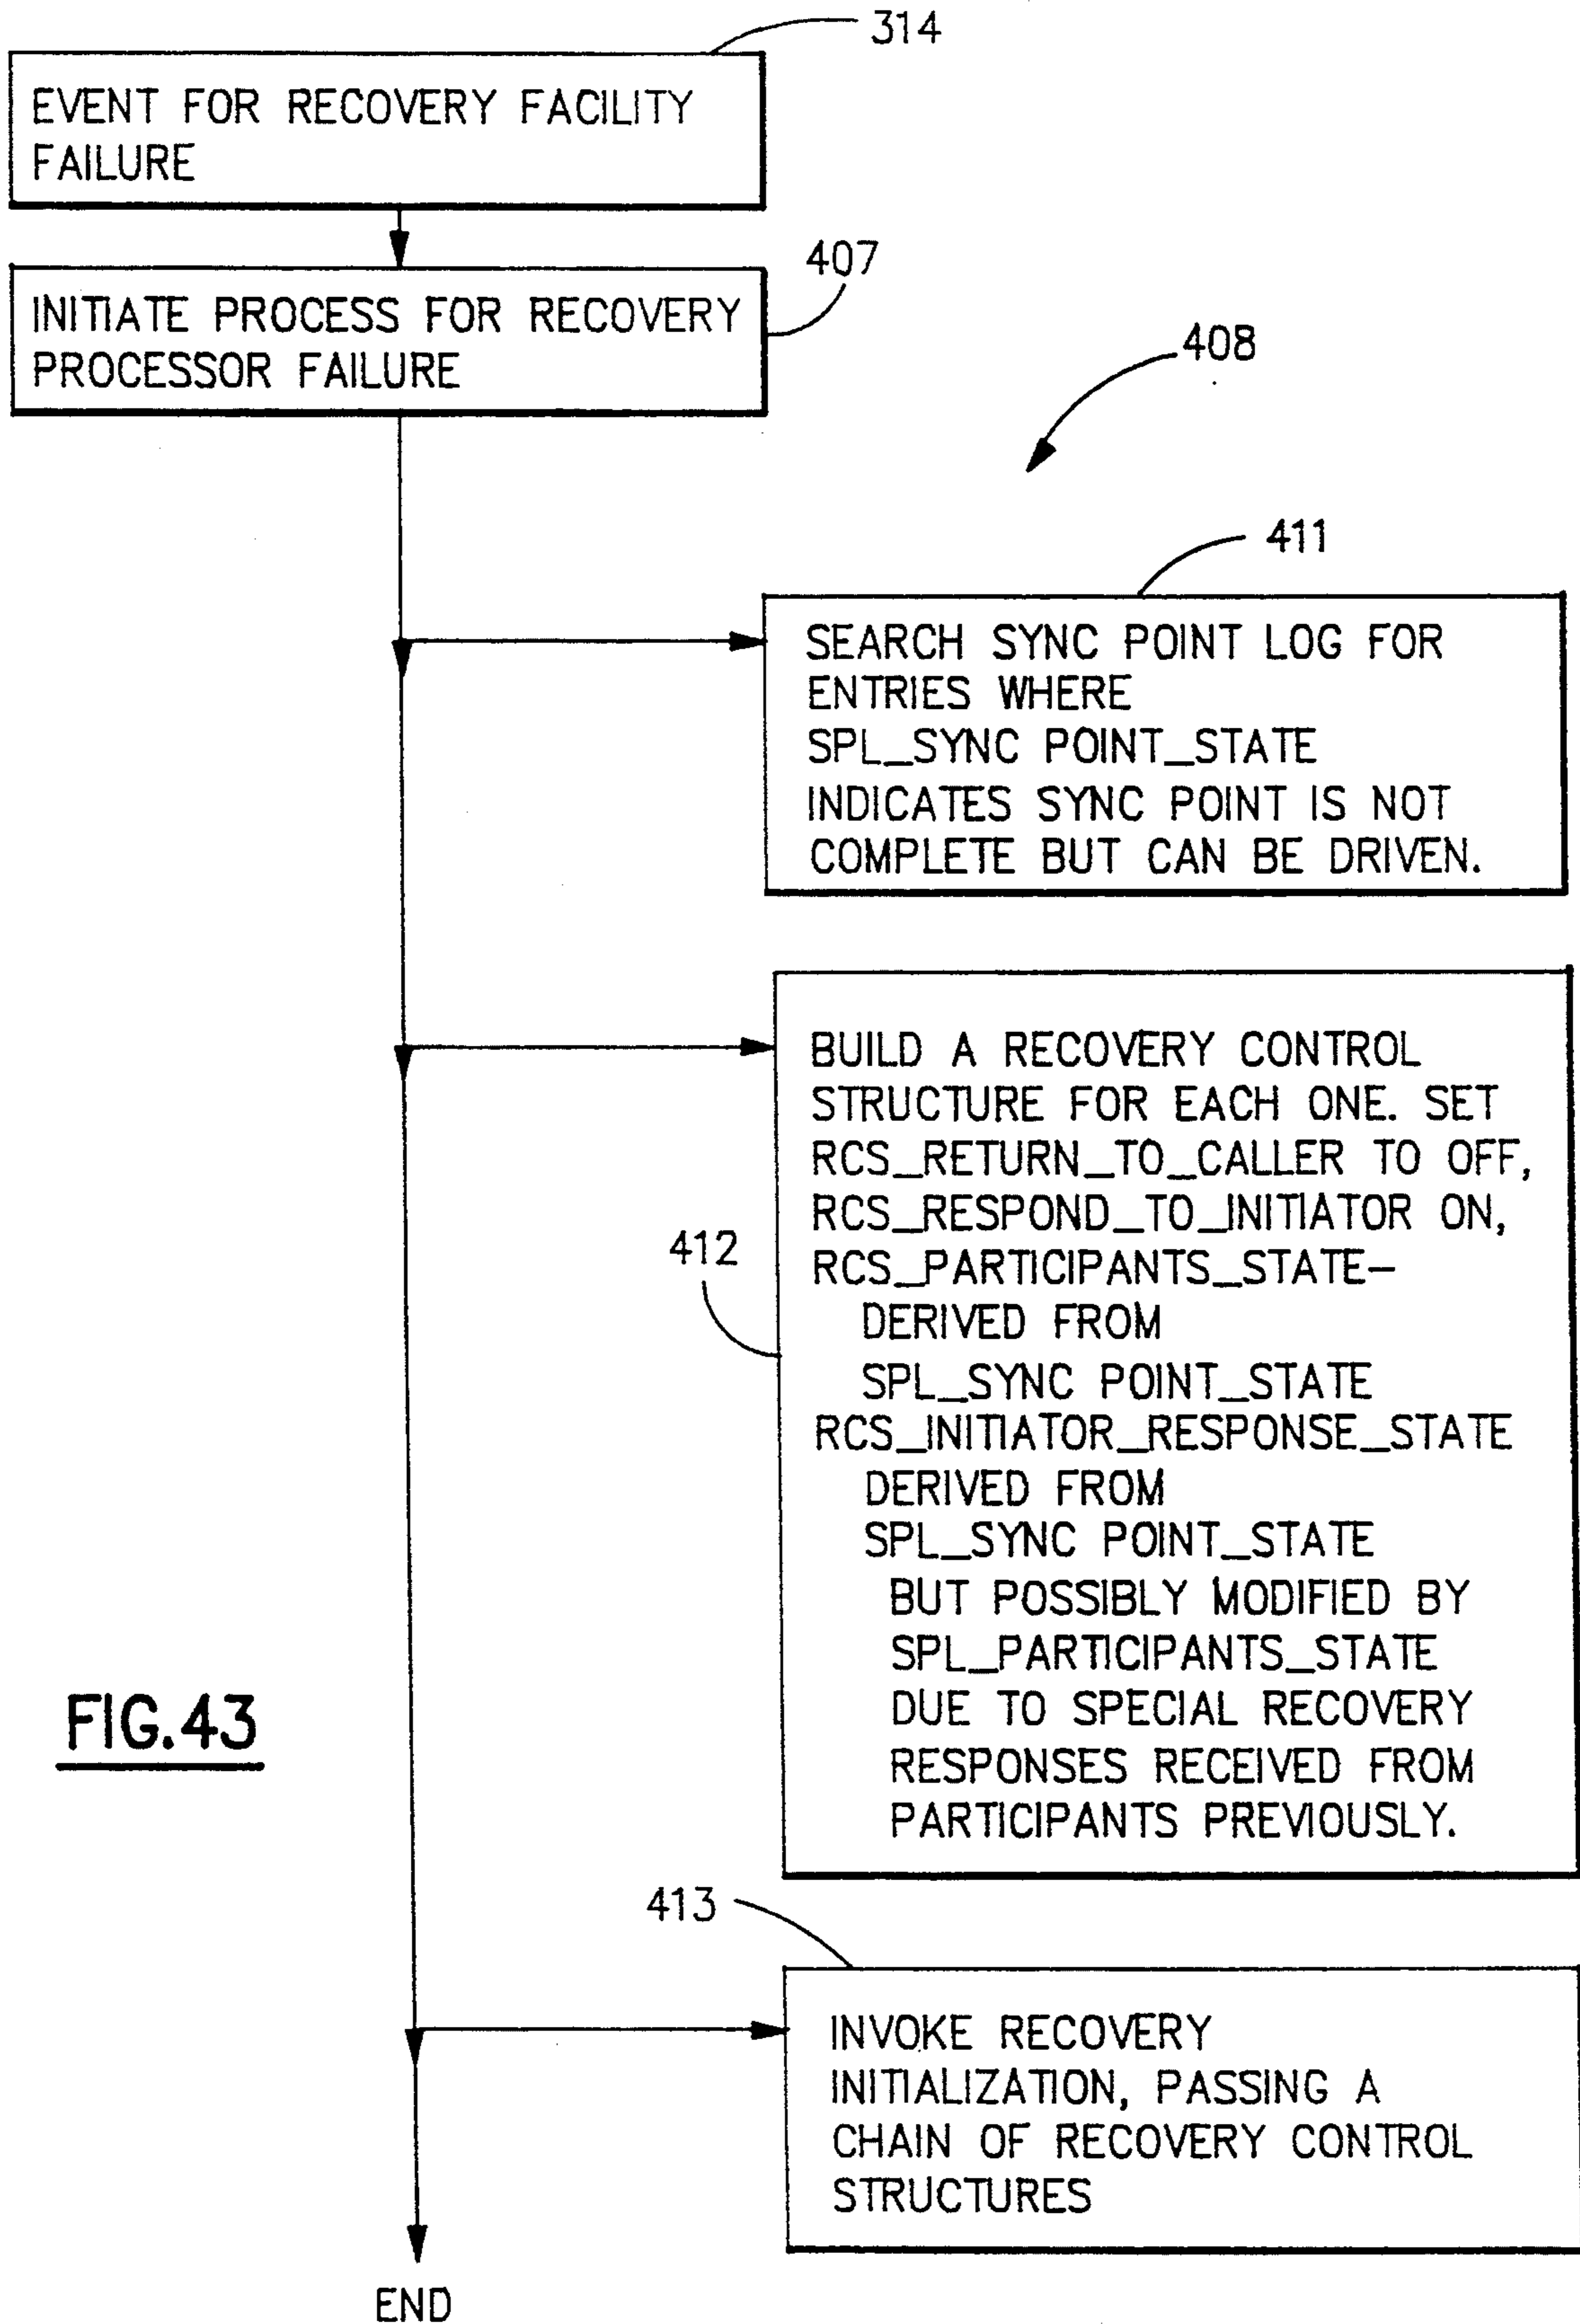 314
EVENT FOR RECOVERY FACILITY
FAILURE
407
INITIATE PROCESS FOR RECOVERY
PROCESSOR FAILURE
408
411
SEARCH SYNC POINT LOG FOR
ENTRIES WHERE
SPL_SYNC POINT_STATE
INDICATES SYNC POINT IS NOT
COMPLETE BUT CAN BE DRIVEN.
412
BUILD A RECOVERY CONTROL
STRUCTURE FOR EACH ONE. SET
RCS_RETURN_TO_CALLER TO OFF,
RCS_RESPOND_TO_INITIATOR ON,
RCS_PARTICIPANTS_STATE-
DERIVED FROM
SPL_SYNC POINT_STATE
RCS_INITIATOR_RESPONSE_STATE
DERIVED FROM
SPL_SYNC POINT_STATE
BUT POSSIBLY MODIFIED BY
SPL_PARTICIPANTS_STATE
DUE TO SPECIAL RECOVERY
RESPONSES RECEIVED FROM
PARTICIPANTS PREVIOUSLY.
FIG.43
413
INVOKE RECOVERY
INITIALIZATION, PASSING A
CHAIN OF RECOVERY CONTROL
STRUCTURES
END